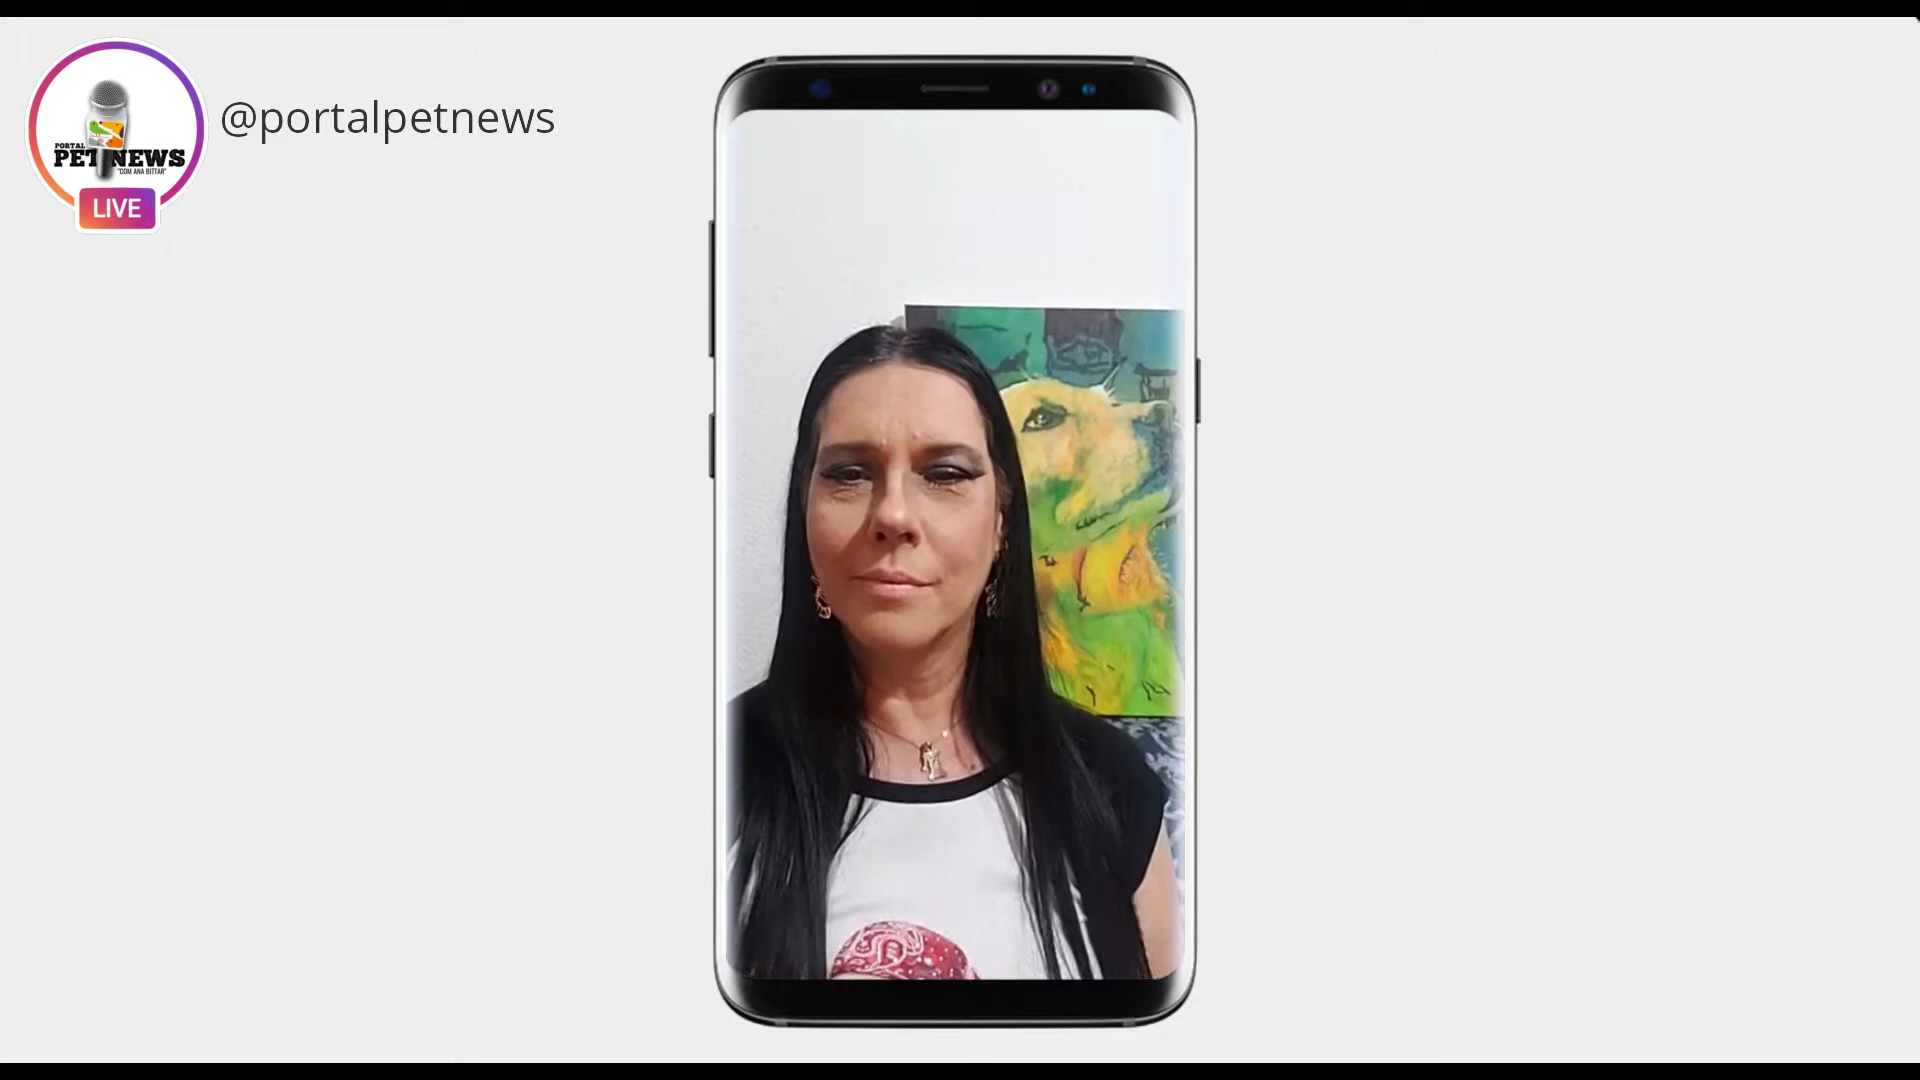 @portalpetnews
PORTAL
PET NEWS
"COM ANA BITTAR"
LIVE